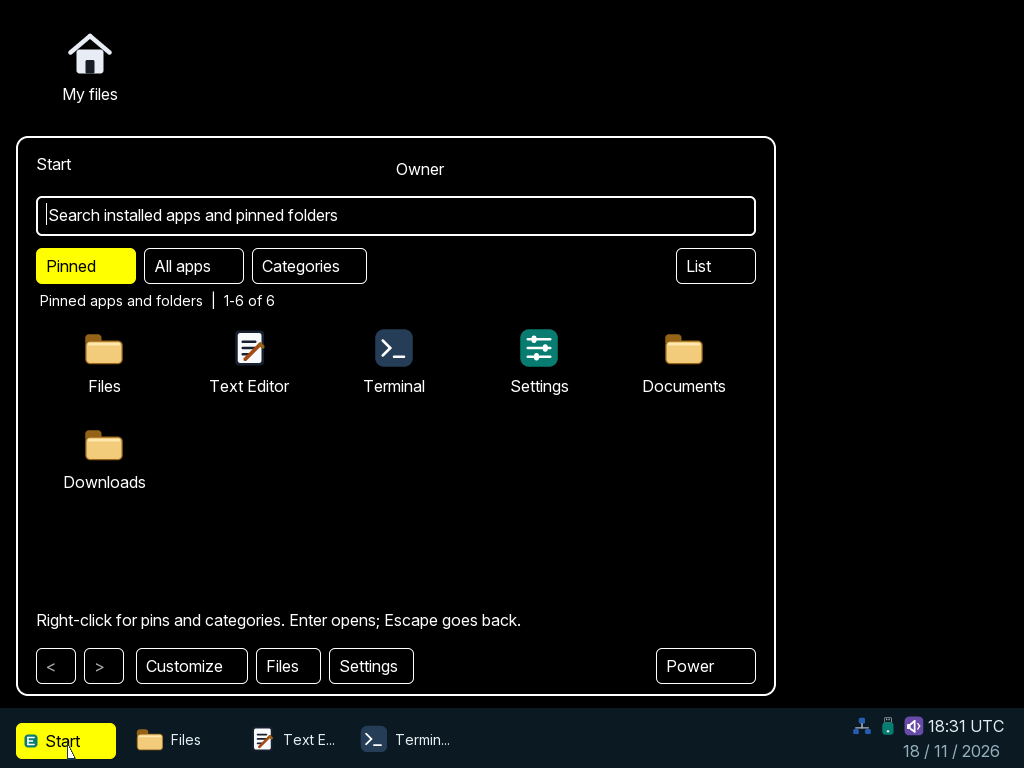 My files
Start
Owner
Search installed apps and pinned folders
Pinned
All apps
Categories
List
Pinned apps and folders | 1-6 of 6
Files
Text Editor
Terminal
Settings
Documents
Downloads
Right-click for pins and categories. Enter opens; Escape goes back.
<
>
Customize
Files
Settings
Power
E
Start
Files
Text E...
Termin...
18:31 UTC
18 / 11 / 2026